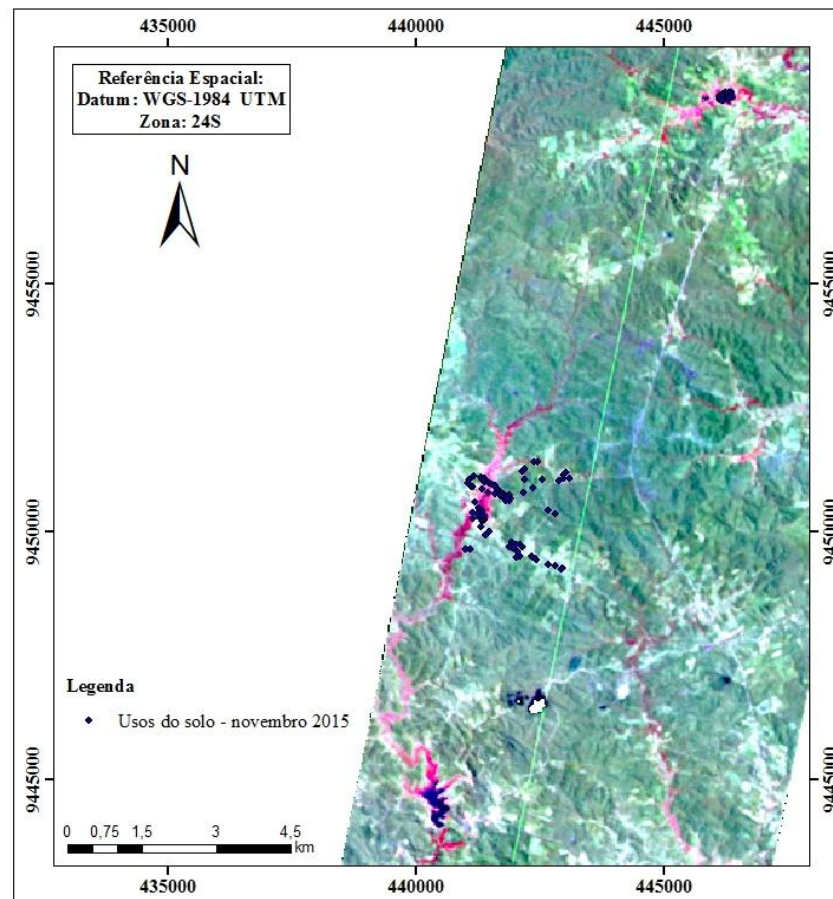 435000 440000 445000
Referência Espacial:
Datum: WGS-1984 UTM
Zona: 24S
N
9455000 9455000
9450000 9450000
Legenda
Usos do solo - novembro 2015
9445000 9445000
0 0,75 1,5 3 4,5
km
435000 440000 445000